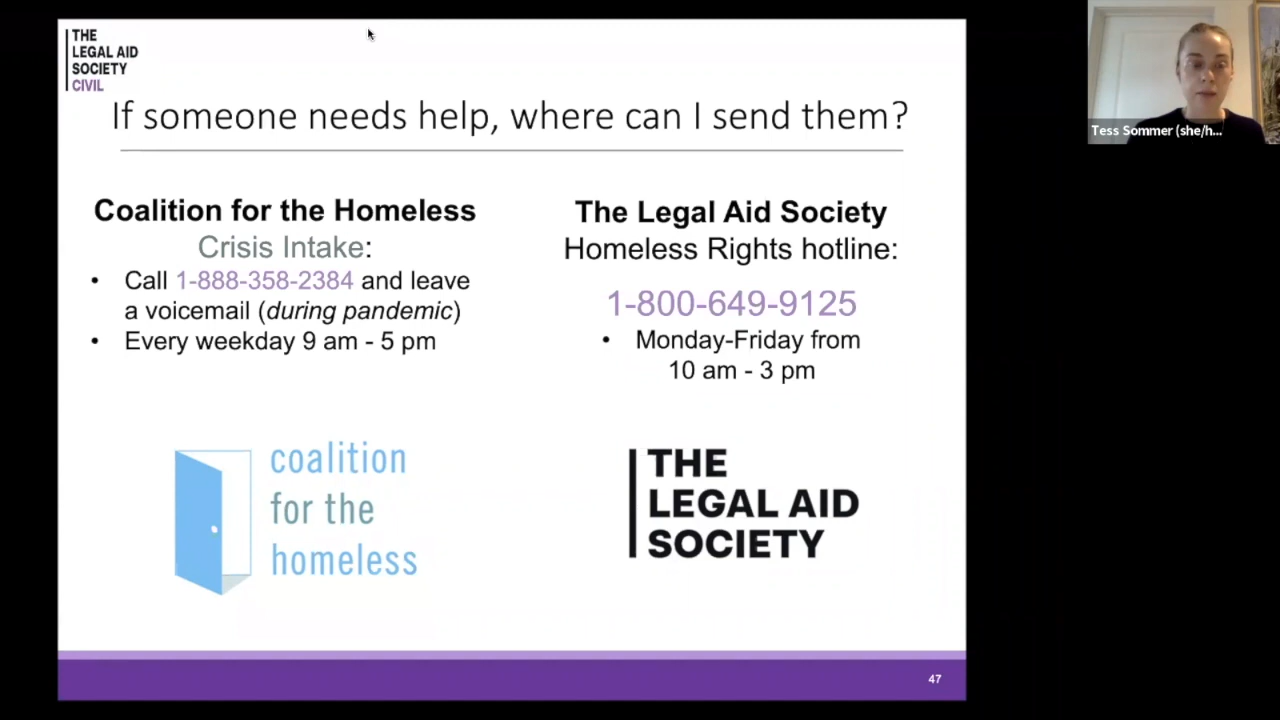 THE
LEGAL AID
SOCIETY
CIVIL
If someone needs help, where can I send them?
Coalition for the Homeless
Crisis Intake:
• Call 1-888-358-2384 and leave
a voicemail (during pandemic)
• Every weekday 9 am - 5 pm
The Legal Aid Society
Homeless Rights hotline:
1-800-649-9125
• Monday-Friday from
10 am - 3 pm
coalition
for the
homeless
THE
LEGAL AID
SOCIETY
47
Tess Sommer (she/h...